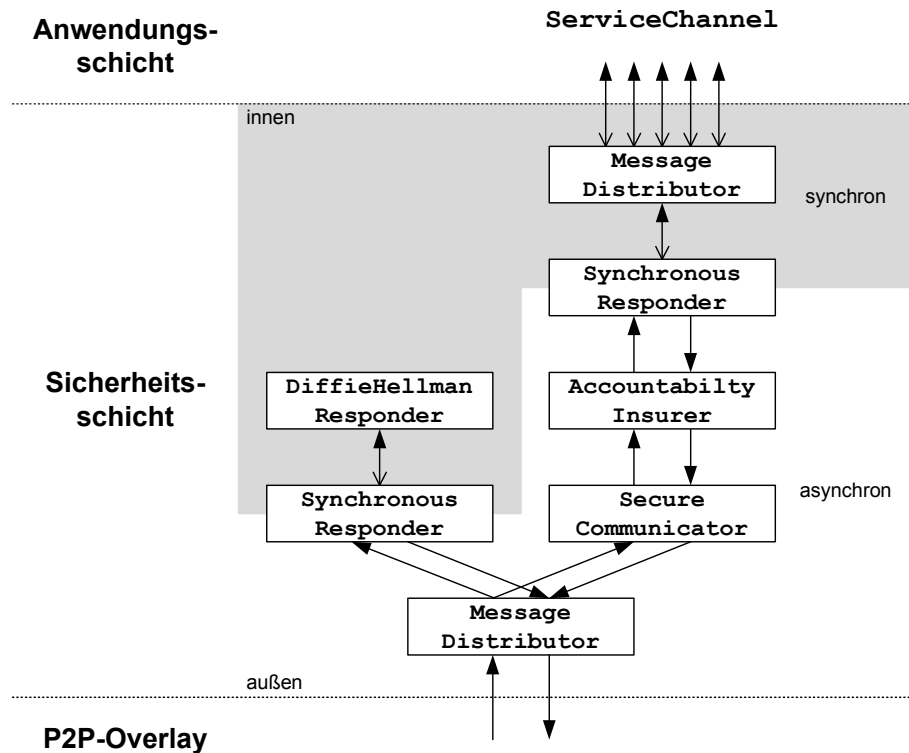 Anwendungs-
schicht
ServiceChannel
innen
Message
Distributor
synchron
Synchronous
Responder
Sicherheits-
schicht
DiffieHellman
Responder
Accountabilty
Insurer
Synchronous
Responder
Secure
Communicator
asynchron
Message
Distributor
außen
P2P-Overlay